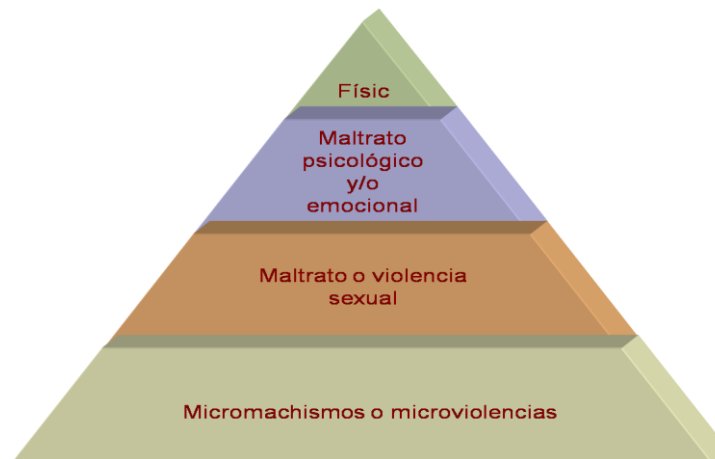 Físic
Maltrato
psicológico
y/o
emocional
Maltrato o violencia
sexual
Micromachismos o microviolencias